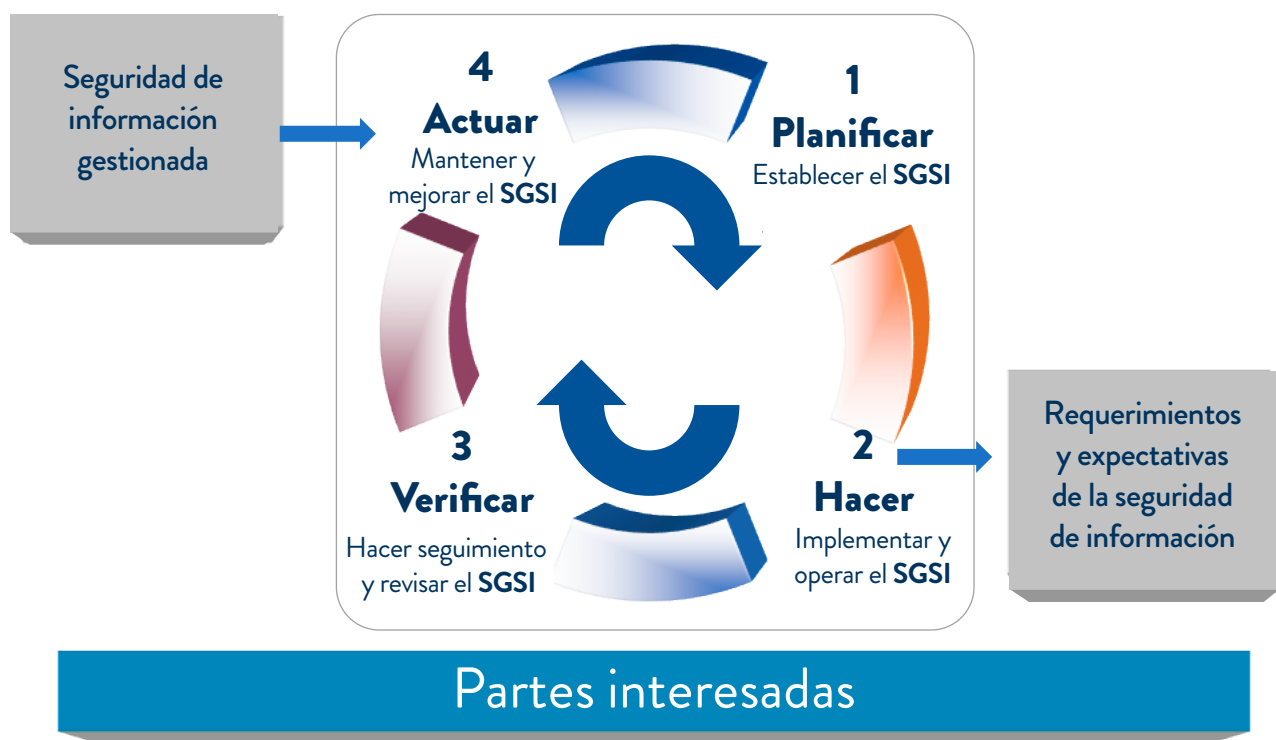 Seguridad de
información
gestionada
4
Actuar
Mantener y
mejorar el SGSI
1
Planificar
Establecer el SGSI
3
Verificar
Hacer seguimiento
y revisar el SGSI
2
Hacer
Implementar y
operar el SGSI
Requerimientos
y expectativas
de la seguridad
de información
Partes interesadas